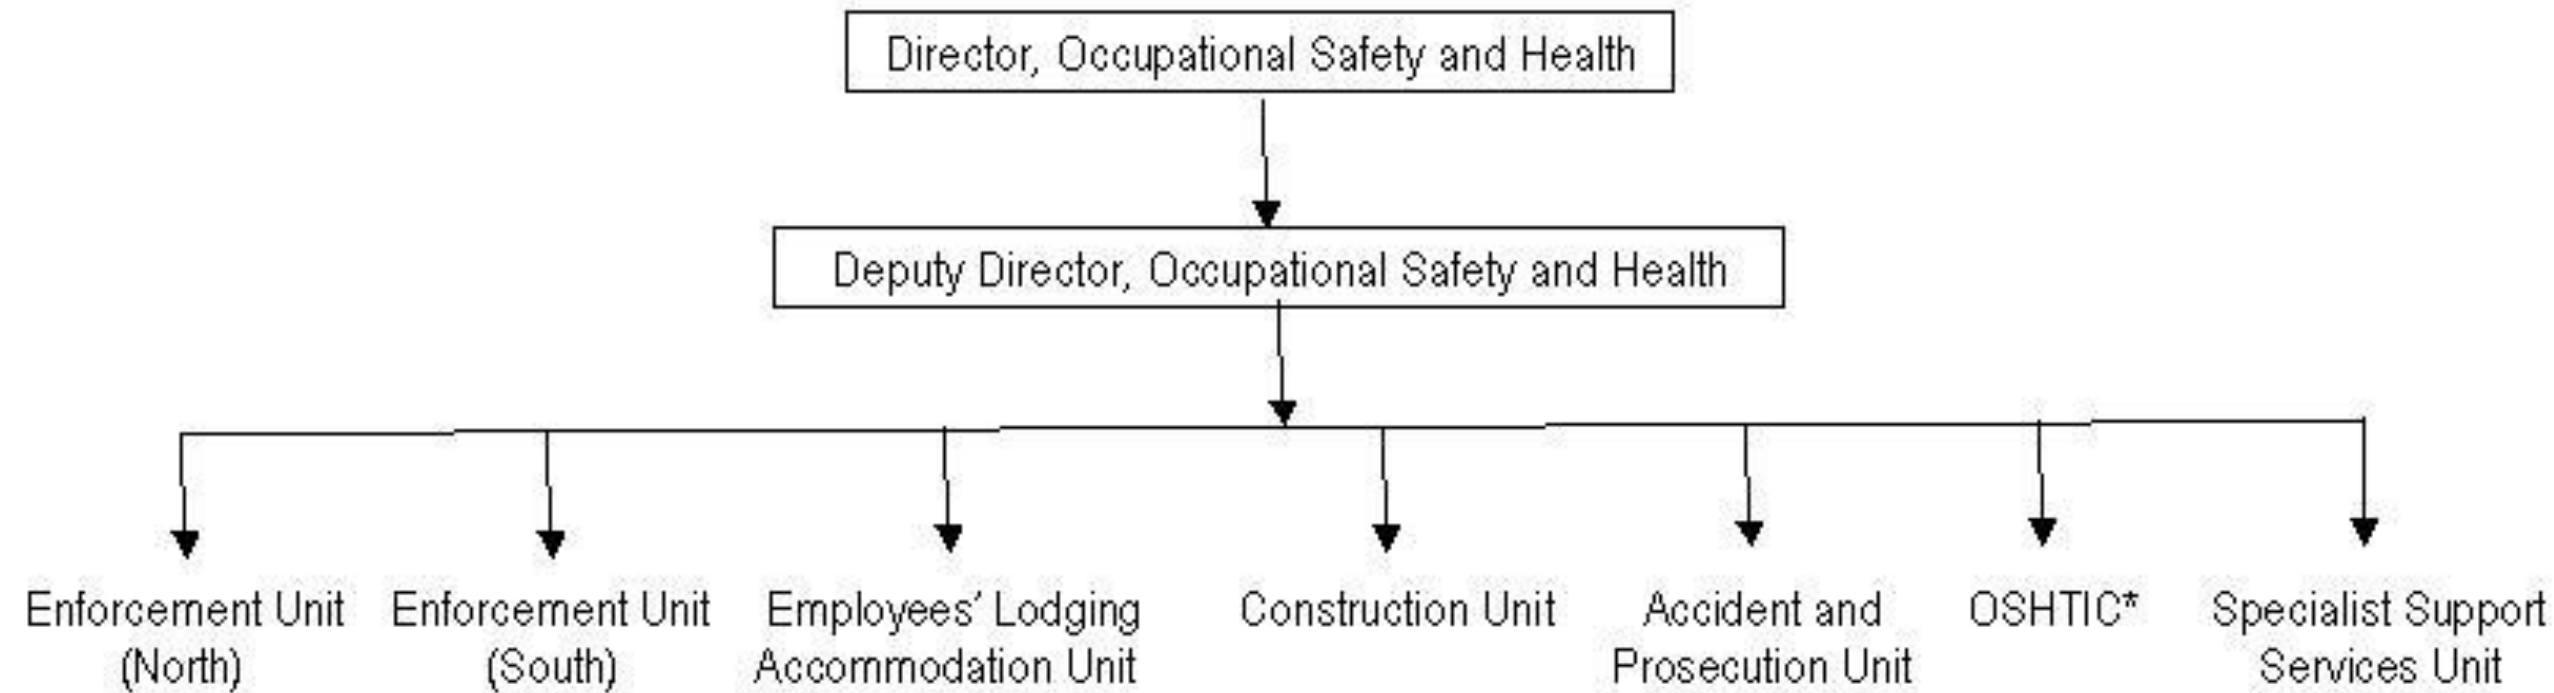 Director, Occupational Safety and Health
Deputy Director, Occupational Safety and Health
Enforcement Unit
(North)
Enforcement Unit
(South)
Employees’ Lodging
Accommodation Unit
Construction Unit
Accident and
Prosecution Unit
OSHTIC*
Specialist Support
Services Unit